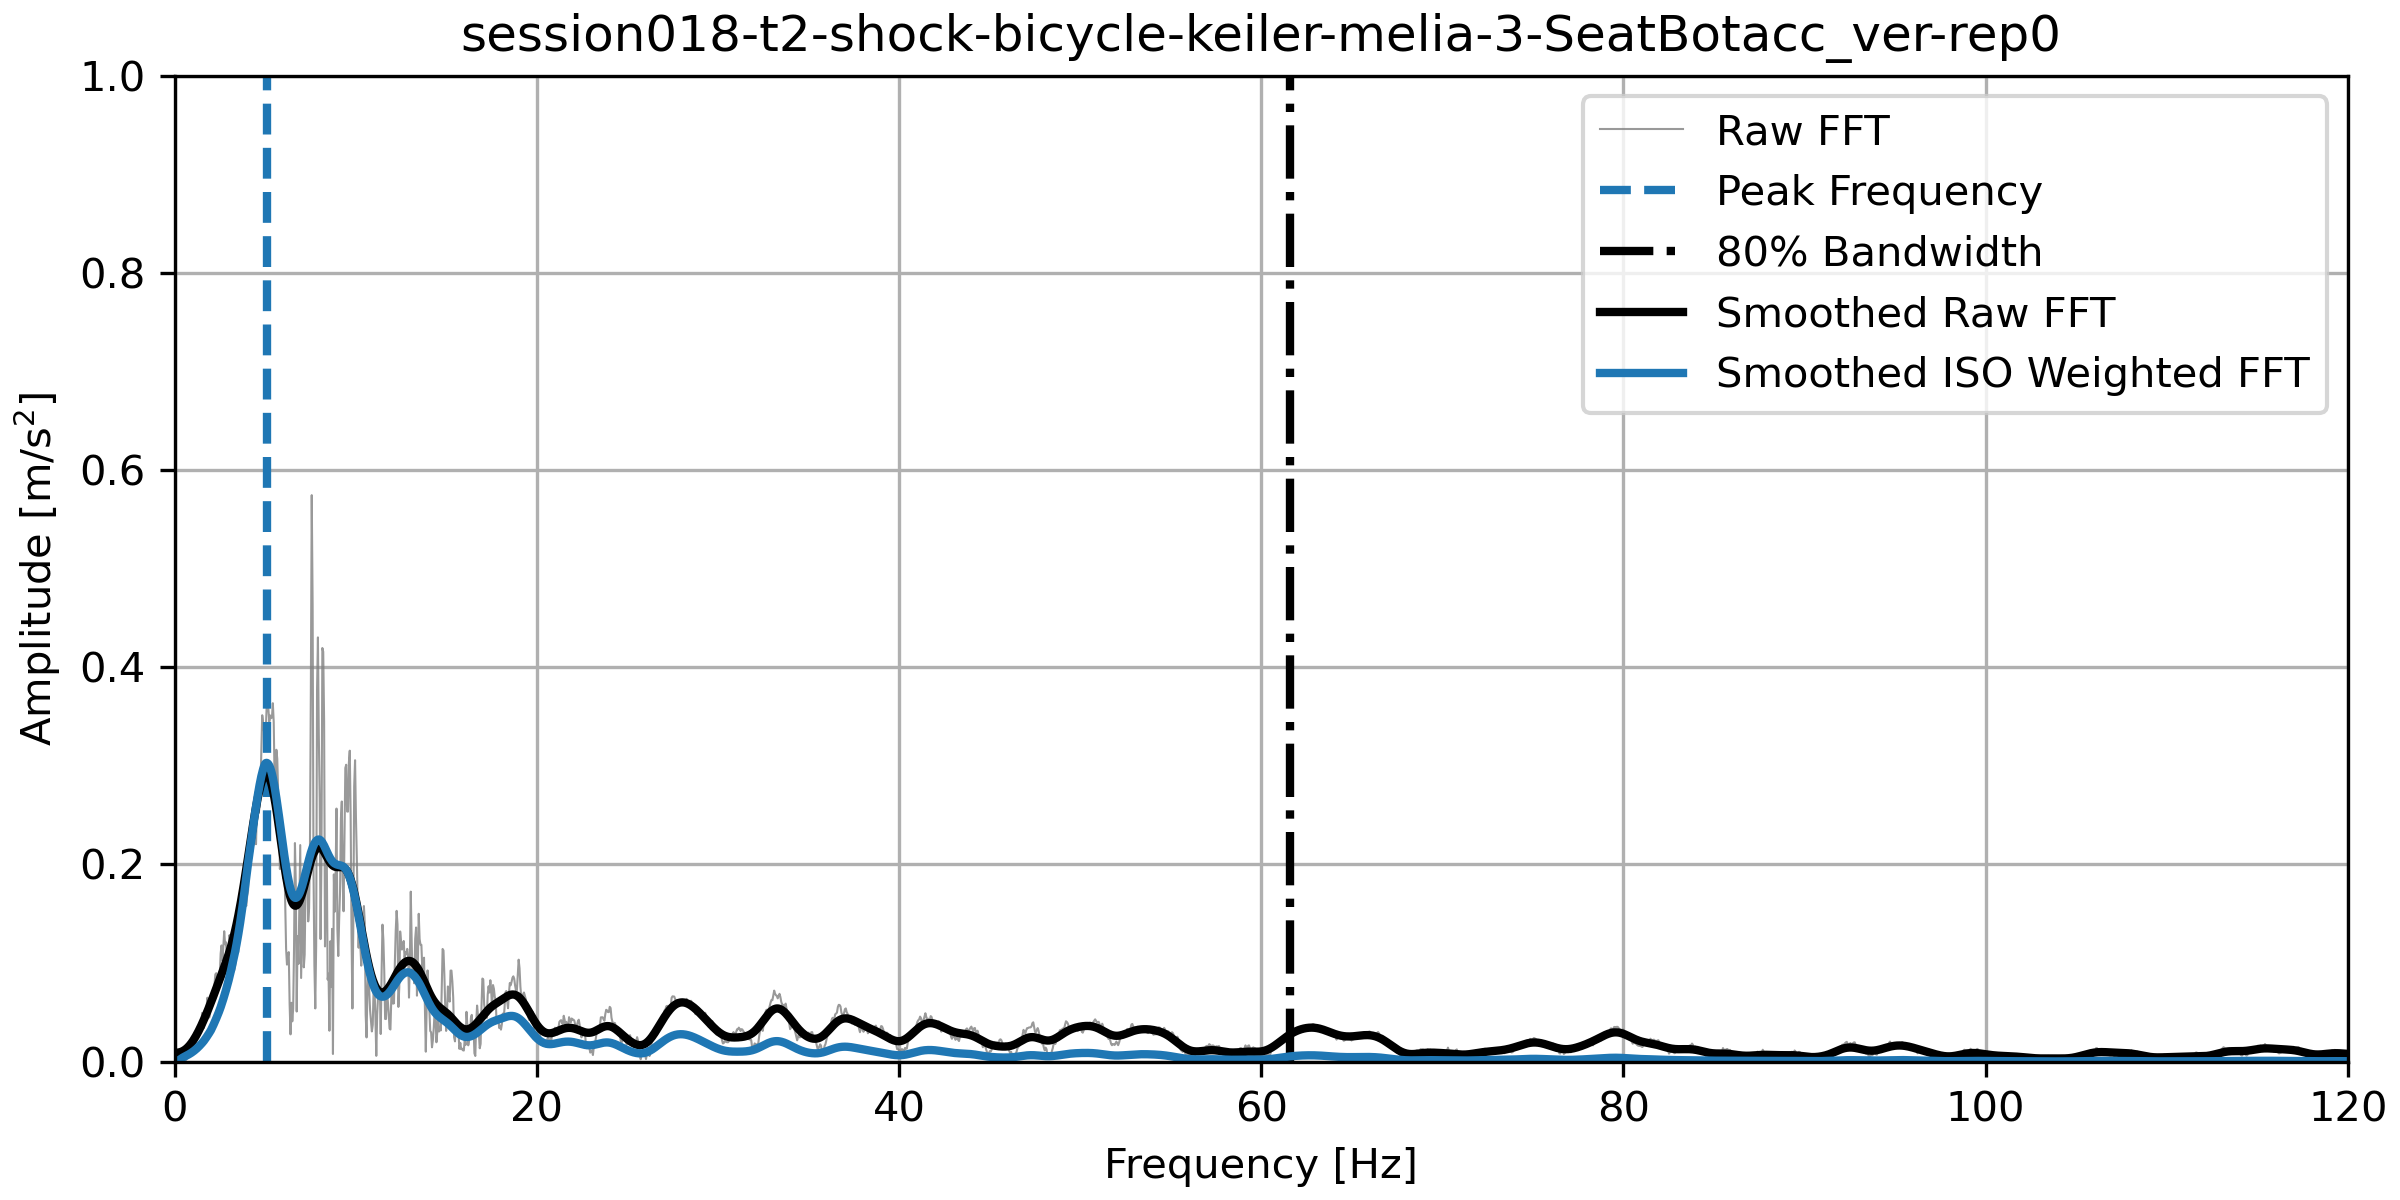 session018-t2-shock-bicycle-keiler-melia-3-SeatBotacc_ver-rep0
1.0
0.8
0.6
0.4
0.2
0.0
Amplitude [m/s²]
Raw FFT
Peak Frequency
80% Bandwidth
Smoothed Raw FFT
Smoothed ISO Weighted FFT
0 20 40 60 80 100 120
Frequency [Hz]